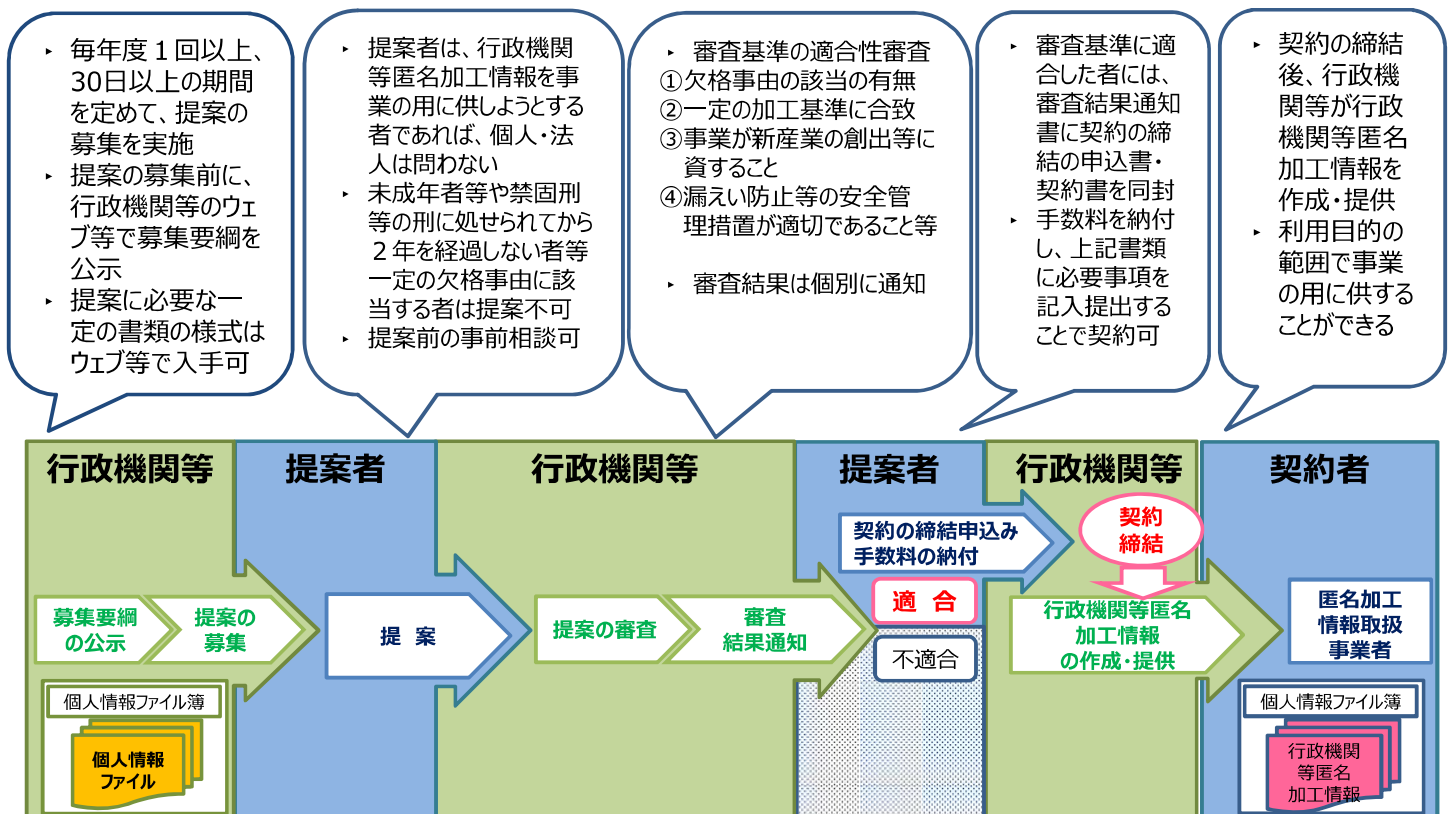 ‣ 毎年度１回以上、
30日以上の期間
を定めて、提案の
募集を実施
‣ 提案の募集前に、
行政機関等のウェ
ブ等で募集要綱を
公示
‣ 提案に必要な一
定の書類の様式は
ウェブ等で入手可
‣ 提案者は、行政機関
等匿名加工情報を事
業の用に供しようとする
者であれば、個人・法
人は問わない
‣ 未成年者等や禁固刑
等の刑に処せられてから
２年を経過しない者等
一定の欠格事由に該
当する者は提案不可
‣ 提案前の事前相談可
‣ 審査基準の適合性審査
①欠格事由の該当の有無
②一定の加工基準に合致
③事業が新産業の創出等に
資すること
④漏えい防止等の安全管
理措置が適切であること等
‣ 審査結果は個別に通知
‣ 審査基準に適
合した者には、
審査結果通知
書に契約の締
結の申込書・
契約書を同封
‣ 手数料を納付
し、上記書類
に必要事項を
記入提出する
ことで契約可
‣ 契約の締結
後、行政機
関等が行政
機関等匿名
加工情報を
作成・提供
‣ 利用目的の
範囲で事業
の用に供する
ことができる
行政機関等
提案者
行政機関等
提案者
行政機関等
契約者
募集要綱
の公示
提案の
募集
提 案
提案の審査
審査
結果通知
契約の締結申込み
手数料の納付
適 合
不適合
契約
締結
行政機関等匿名
加工情報
の作成・提供
匿名加工
情報取扱
事業者
個人情報ファイル簿
個人情報
ファイル
個人情報ファイル簿
行政機関
等匿名
加工情報